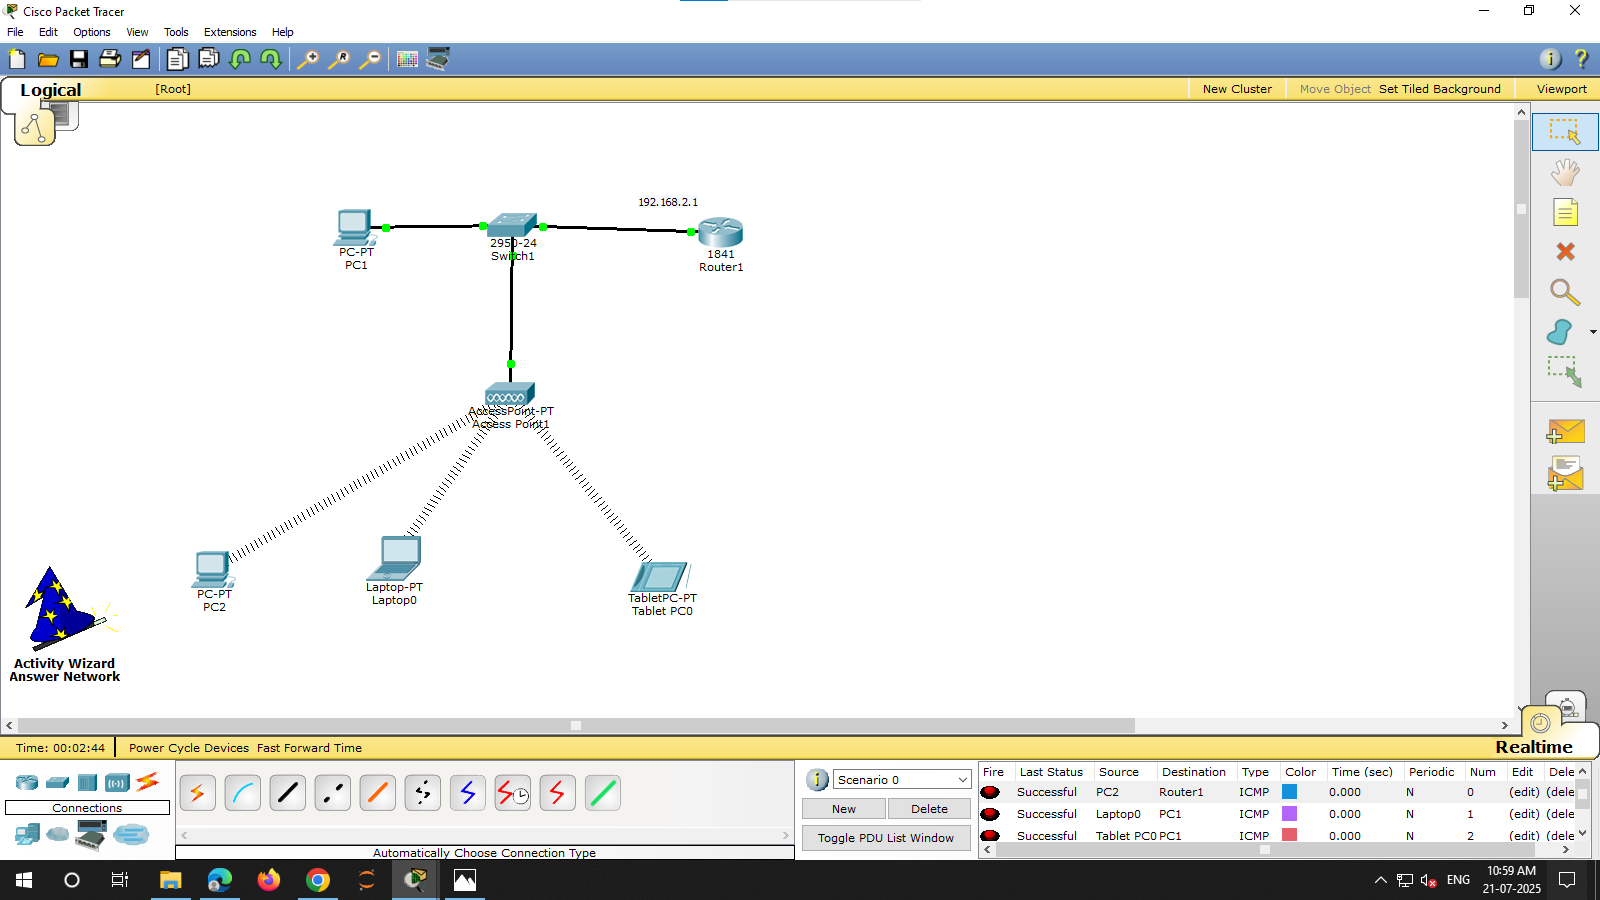 Cisco Packet Tracer
File Edit Options View Tools Extensions Help
Logical [Root] New Cluster Move Object Set Tiled Background Viewport
192.168.2.1
PC-PT
PC1
2950-24
Switch1
1841
Router1
AccessPoint-PT
Access Point1
PC-PT
PC2
Laptop-PT
Laptop0
TabletPC-PT
Tablet PC0
Activity Wizard
Answer Network
Time: 00:02:44 Power Cycle Devices Fast Forward Time
Realtime
Connections
Automatically Choose Connection Type
Scenario 0
New Delete
Toggle PDU List Window
Fire Last Status Source Destination Type Color Time (sec) Periodic Num Edit Dele
Successful PC2 Router1 ICMP 0.000 N 0 (edit) (dele
Successful Laptop0 PC1 ICMP 0.000 N 1 (edit) (dele
Successful Tablet PC0 PC1 ICMP 0.000 N 2 (edit) (dele
ENG
10:59 AM
21-07-2025